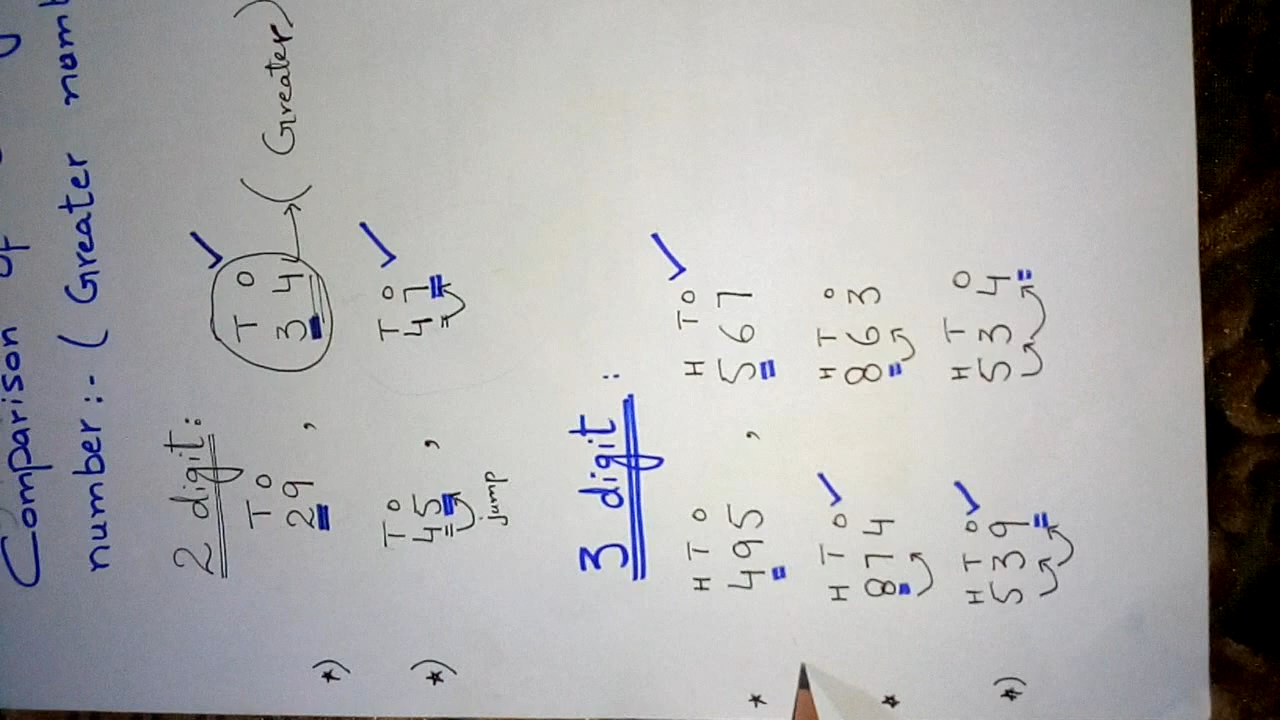 Comparison of
number:- ( Greater
2 digit:
T O T O ✓
*) 29 , 34 → ( Greater)
T O T O ✓
*) 45 , 47
jump
3 digit :
H T O H T O ✓
* 495 , 567
H T O ✓ H T O
* 874 863
H T O ✓ H T O
*) 539 534